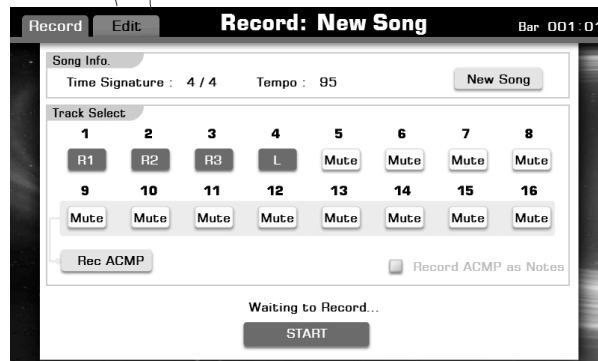 Record Edit Record: New Song Bar 001:01
Song Info.
Time Signature : 4 / 4 Tempo : 95 New Song
Track Select
1 2 3 4 5 6 7 8
R1 R2 R3 L Mute Mute Mute Mute
9 10 11 12 13 14 15 16
Mute Mute Mute Mute Mute Mute Mute Mute
Rec ACMP Record ACMP as Notes
Waiting to Record...
START